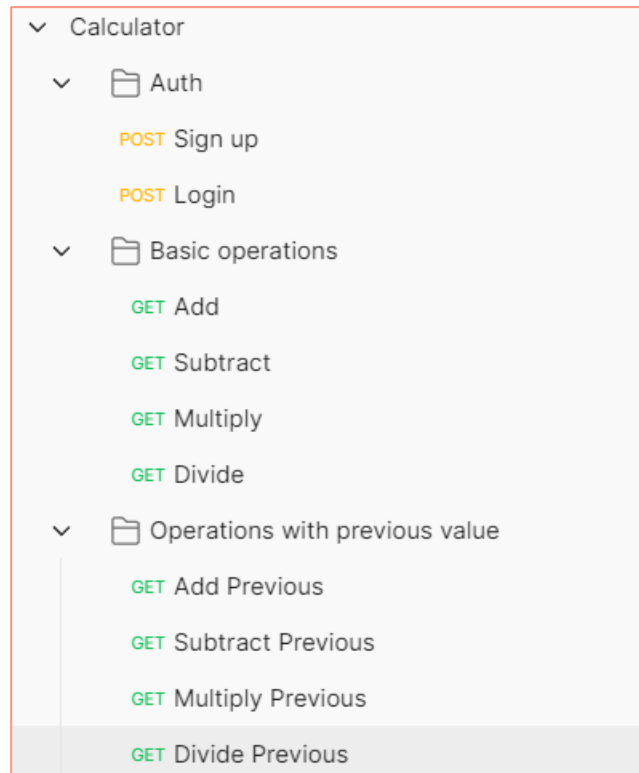 Calculator
Auth
POST Sign up
POST Login
Basic operations
GET Add
GET Subtract
GET Multiply
GET Divide
Operations with previous value
GET Add Previous
GET Subtract Previous
GET Multiply Previous
GET Divide Previous